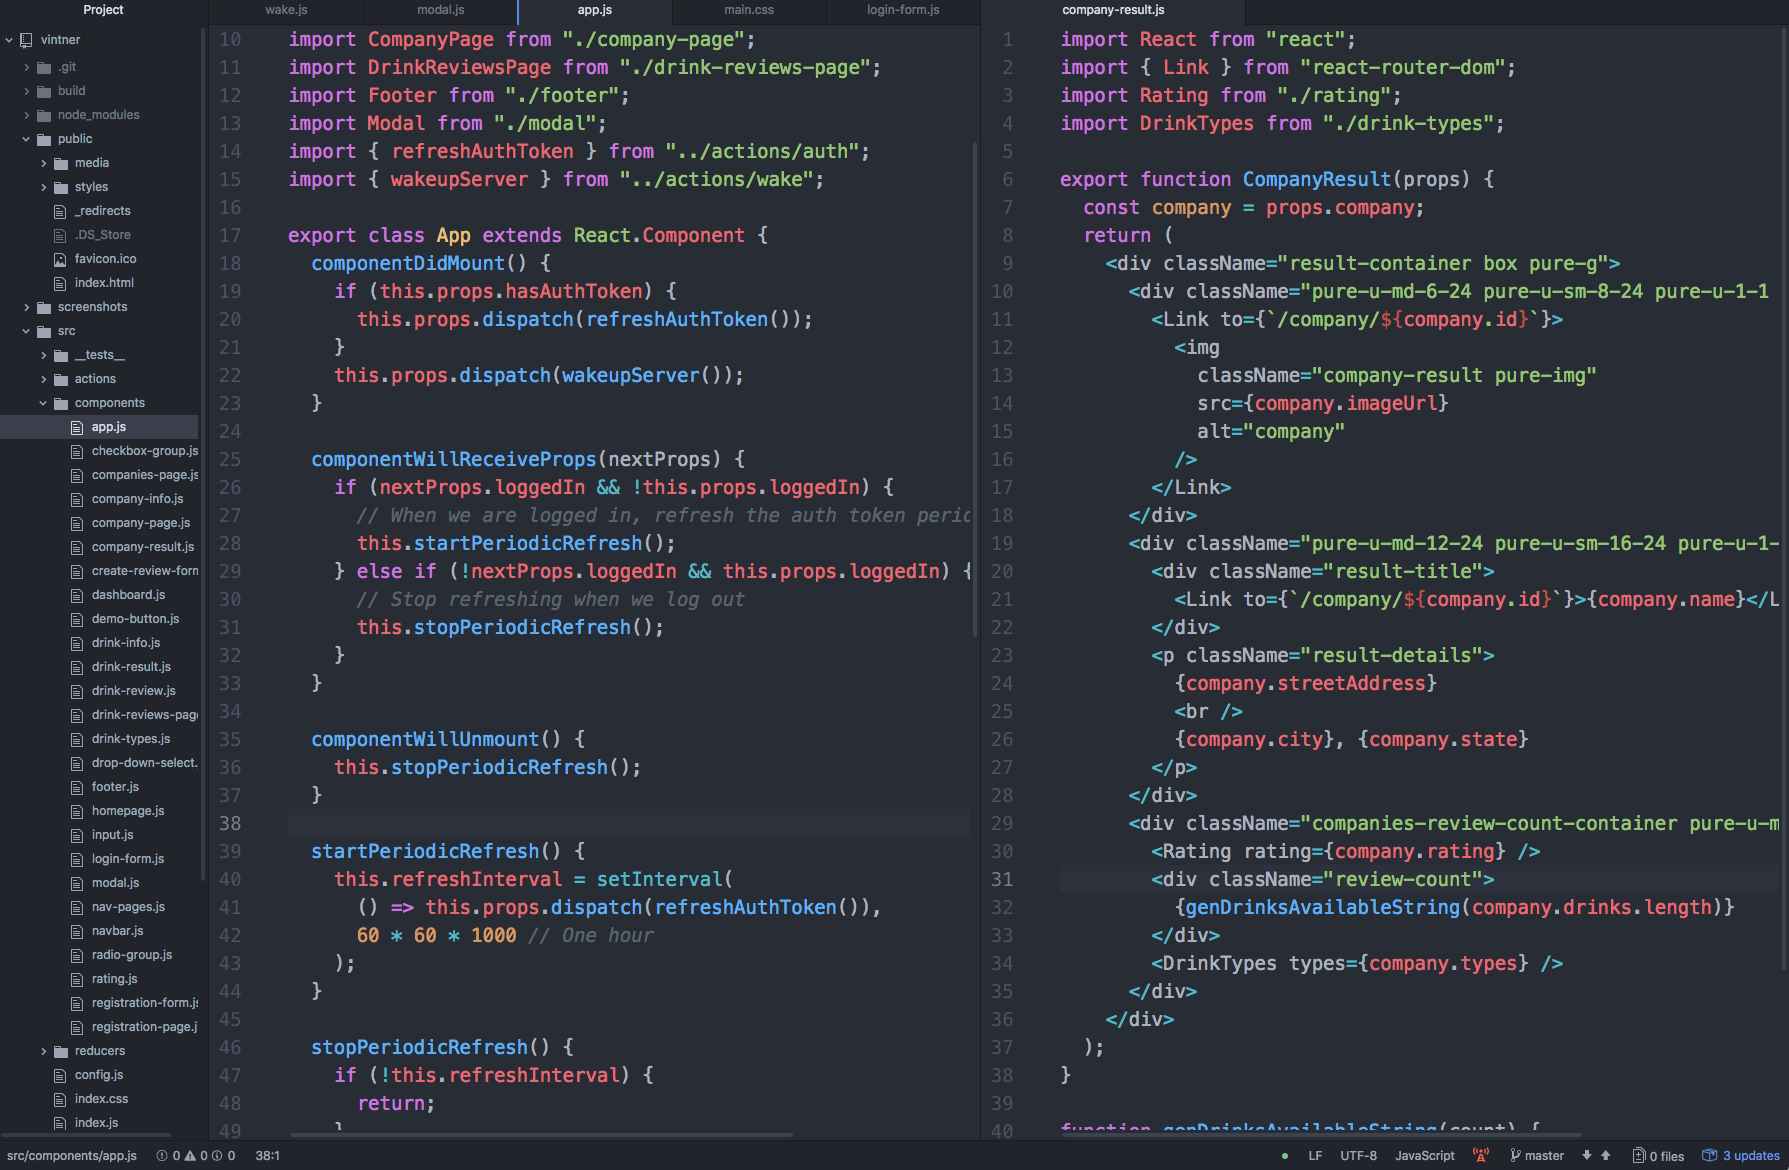 Project
vintner
.git
build
node_modules
public
media
styles
_redirects
.DS_Store
favicon.ico
index.html
screenshots
src
__tests__
actions
components
app.js
checkbox-group.js
companies-page.js
company-info.js
company-page.js
company-result.js
create-review-form
dashboard.js
demo-button.js
drink-info.js
drink-result.js
drink-review.js
drink-reviews-page
drink-types.js
drop-down-select.
footer.js
homepage.js
input.js
login-form.js
modal.js
nav-pages.js
navbar.js
radio-group.js
rating.js
registration-form.js
registration-page.j
reducers
config.js
index.css
index.js
wake.js modal.js app.js main.css login-form.js
10 import CompanyPage from "./company-page";
11 import DrinkReviewsPage from "./drink-reviews-page";
12 import Footer from "./footer";
13 import Modal from "./modal";
14 import { refreshAuthToken } from "../actions/auth";
15 import { wakeupServer } from "../actions/wake";
16
17 export class App extends React.Component {
18 componentDidMount() {
19 if (this.props.hasAuthToken) {
20 this.props.dispatch(refreshAuthToken());
21 }
22 this.props.dispatch(wakeupServer());
23 }
24
25 componentWillReceiveProps(nextProps) {
26 if (nextProps.loggedIn && !this.props.loggedIn) {
27 // When we are logged in, refresh the auth token peri
28 this.startPeriodicRefresh();
29 } else if (!nextProps.loggedIn && this.props.loggedIn) {
30 // Stop refreshing when we log out
31 this.stopPeriodicRefresh();
32 }
33 }
34
35 componentWillUnmount() {
36 this.stopPeriodicRefresh();
37 }
38
39 startPeriodicRefresh() {
40 this.refreshInterval = setInterval(
41 () => this.props.dispatch(refreshAuthToken()),
42 60 * 60 * 1000 // One hour
43 );
44 }
45
46 stopPeriodicRefresh() {
47 if (!this.refreshInterval) {
48 return;
49 }
company-result.js
1 import React from "react";
2 import { Link } from "react-router-dom";
3 import Rating from "./rating";
4 import DrinkTypes from "./drink-types";
5
6 export function CompanyResult(props) {
7 const company = props.company;
8 return (
9 <div className="result-container box pure-g">
10 <div className="pure-u-md-6-24 pure-u-sm-8-24 pure-u-1-1
11 <Link to={`/company/${company.id}`}>
12 <img
13 className="company-result pure-img"
14 src={company.imageUrl}
15 alt="company"
16 />
17 </Link>
18 </div>
19 <div className="pure-u-md-12-24 pure-u-sm-16-24 pure-u-1-
20 <div className="result-title">
21 <Link to={`/company/${company.id}`}>{company.name}</L
22 </div>
23 <p className="result-details">
24 {company.streetAddress}
25 <br />
26 {company.city}, {company.state}
27 </p>
28 </div>
29 <div className="companies-review-count-container pure-u-m
30 <Rating rating={company.rating} />
31 <div className="review-count">
32 {genDrinksAvailableString(company.drinks.length)}
33 </div>
34 <DrinkTypes types={company.types} />
35 </div>
36 </div>
37 );
38 }
39
40 function genDrinksAvailableString(count) {
src/components/app.js 0 0 0 38:1 LF UTF-8 JavaScript master 0 files 3 updates